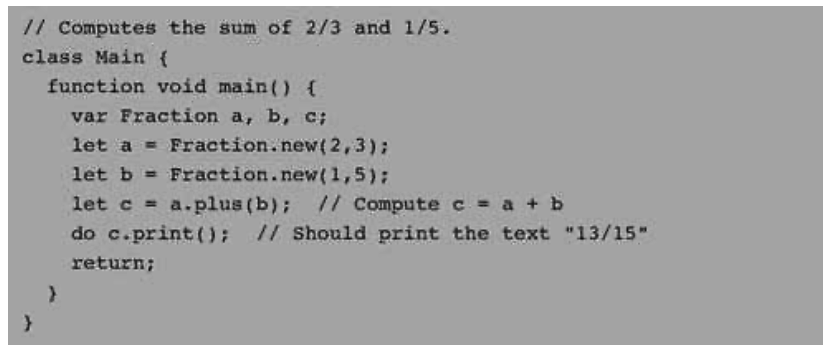 // Computes the sum of 2/3 and 1/5.
class Main {
  function void main() {
    var Fraction a, b, c;
    let a = Fraction.new(2,3);
    let b = Fraction.new(1,5);
    let c = a.plus(b);  // Compute c = a + b
    do c.print();  // Should print the text "13/15"
    return;
  }
}